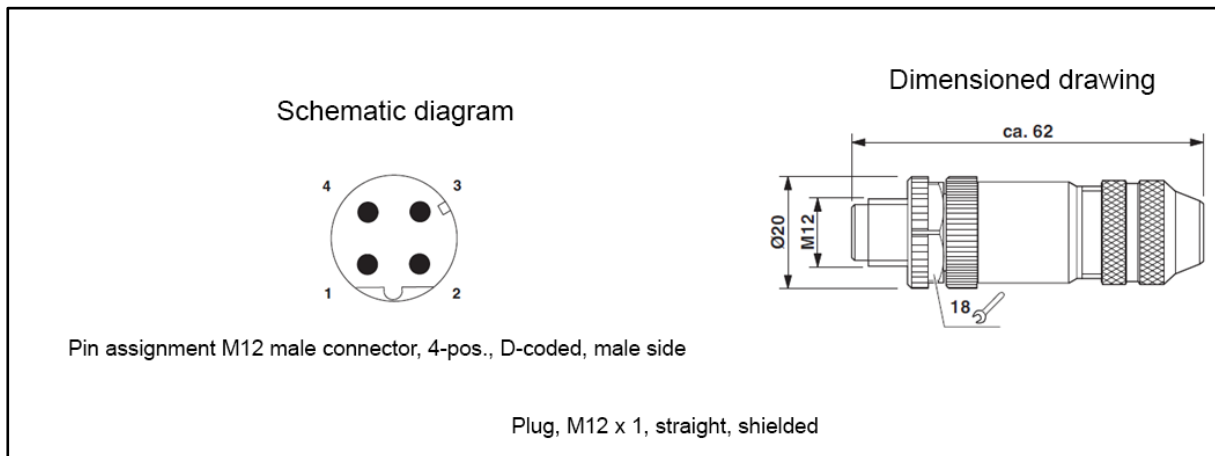 Schematic diagram
4 3
1 2
Pin assignment M12 male connector, 4-pos., D-coded, male side
Dimensioned drawing
ca. 62
Ø20
M12
18
Plug, M12 x 1, straight, shielded